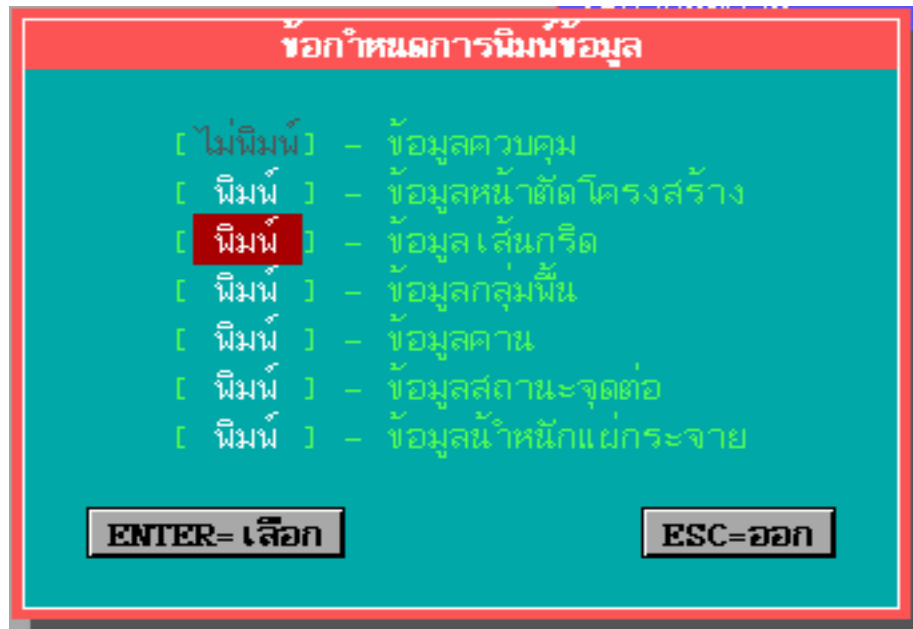 ข้อกำหนดการพิมพ์ข้อมูล
[ ไม่พิมพ์ ] - ข้อมูลควบคุม
[ พิมพ์ ] - ข้อมูลหน้าตัดโครงสร้าง
[ พิมพ์ ] - ข้อมูลเส้นกริด
[ พิมพ์ ] - ข้อมูลกลุ่มพื้น
[ พิมพ์ ] - ข้อมูลคาน
[ พิมพ์ ] - ข้อมูลสถานะจุดต่อ
[ พิมพ์ ] - ข้อมูลน้ำหนักแผ่กระจาย
ENTER=เลือก ESC=ออก